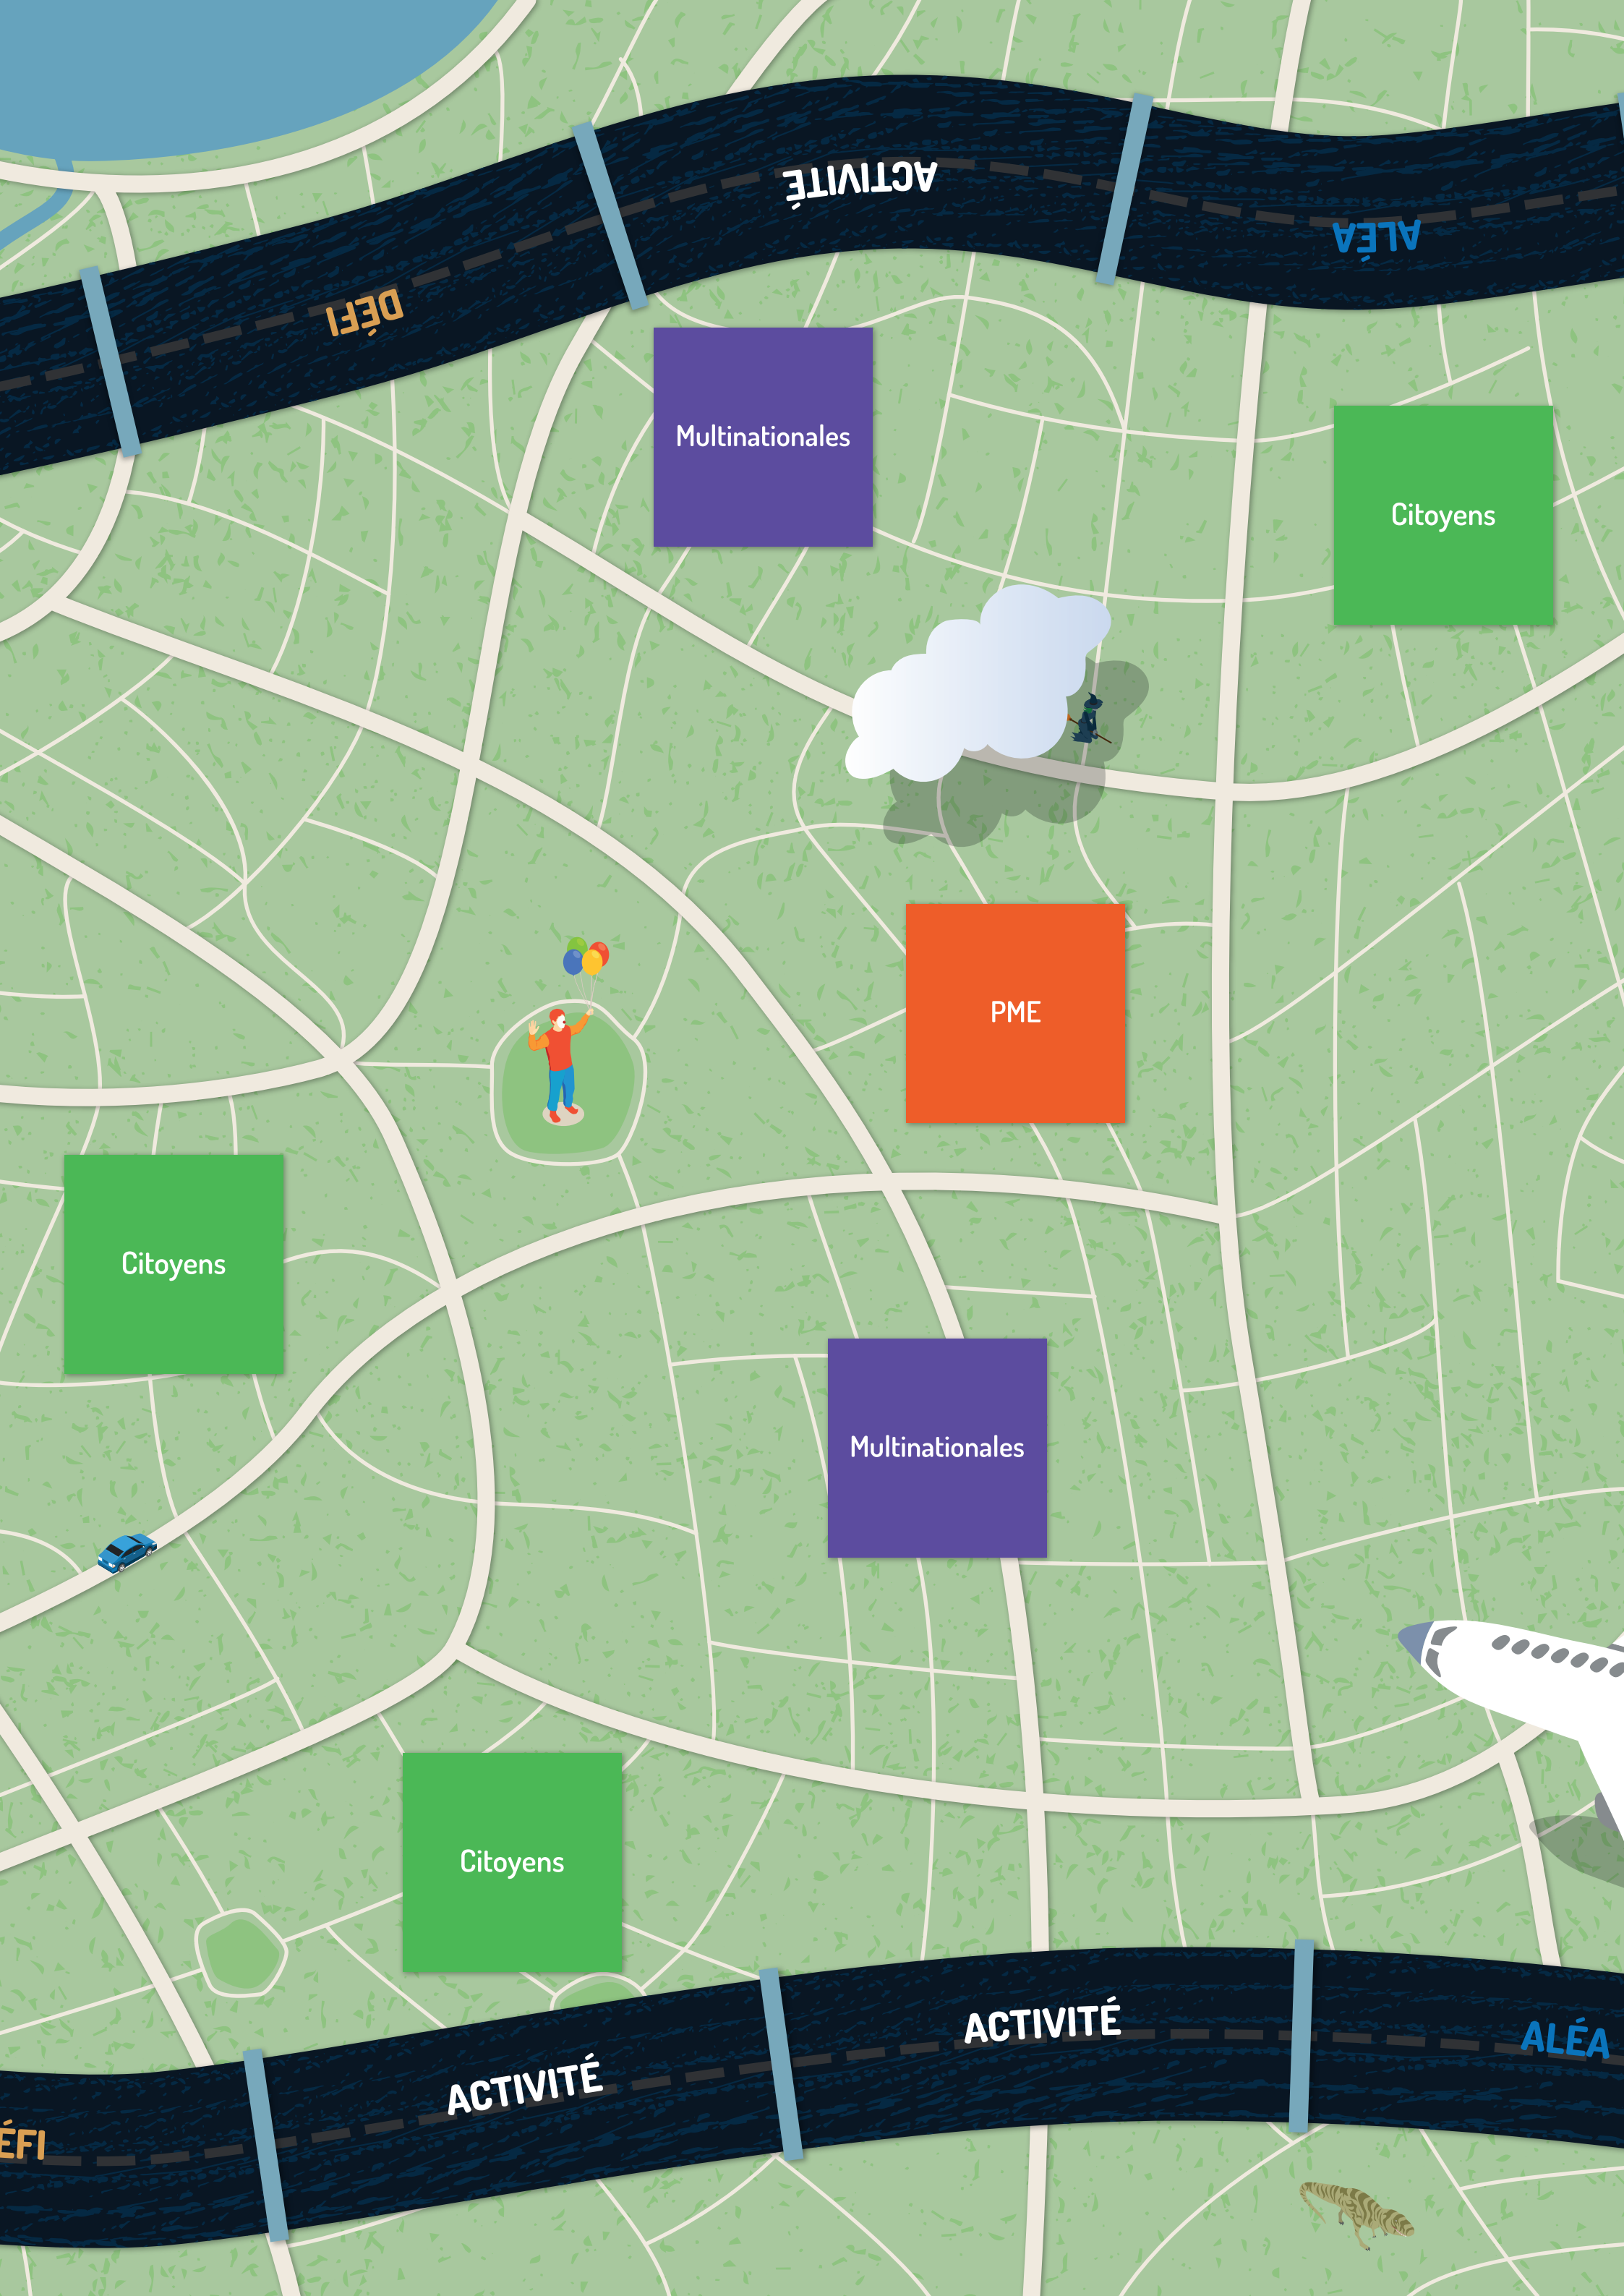 ACTIVITÉ
ALÉA
DÉFI
Multinationales
Citoyens
PME
Citoyens
Multinationales
Citoyens
ACTIVITÉ
ALÉA
ACTIVITÉ
ÉFI